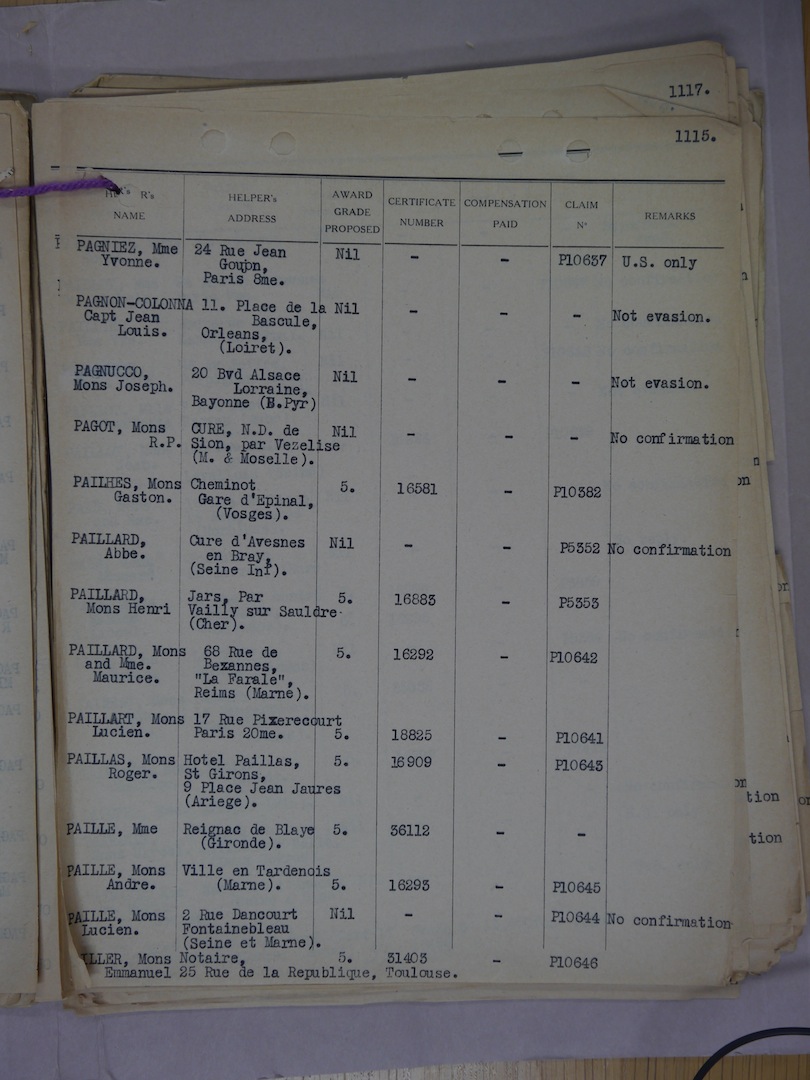 1117.
1115.
HELPER's NAME HELPER's ADDRESS AWARD GRADE PROPOSED CERTIFICATE NUMBER COMPENSATION PAID CLAIM N° REMARKS
PAGNIEZ, Mme 24 Rue Jean Nil - - P10637 U.S. only
Yvonne. Goujon,
Paris 8me.
PAGNON-COLONNA 11. Place de la Nil - - - Not evasion.
Capt Jean Bascule,
Louis. Orleans,
(Loiret).
PAGNUCCO, 20 Bvd Alsace Nil - - - Not evasion.
Mons Joseph. Lorraine,
Bayonne (B.Pyr)
PAGOT, Mons CURE, N.D. de Nil - - - No confirmation
R.P. Sion, par Vezelise
(M. & Moselle).
PAILHES, Mons Cheminot 5. 16581 - P10382
Gaston. Gare d'Epinal,
(Vosges).
PAILLARD, Cure d'Avesnes Nil - - P5352 No confirmation
Abbe. en Bray,
(Seine Inf).
PAILLARD, Jars, Par 5. 16883 - P5353
Mons Henri Vailly sur Sauldre-
(Cher).
PAILLARD, Mons 68 Rue de 5. 16292 - P10642
and Mme. Bezannes,
Maurice. "La Farale",
Reims (Marne).
PAILLART, Mons 17 Rue Pixerecourt
Lucien. Paris 20me. 5. 18825 - P10641
PAILLAS, Mons Hotel Paillas, 5. 16909 - P10643
Roger. St Girons,
9 Place Jean Jaures
(Ariege).
PAILLE, Mme Reignac de Blaye 5. 36112 - -
(Gironde).
PAILLE, Mons Ville en Tardenois
Andre. (Marne). 5. 16293 - P10645
PAILLE, Mons 2 Rue Dancourt Nil - - P10644 No confirmation
Lucien. Fontainebleau
(Seine et Marne).
ILLER, Mons Notaire, 5. 31403 - P10646
Emmanuel 25 Rue de la Republique, Toulouse.
on
tion
tion